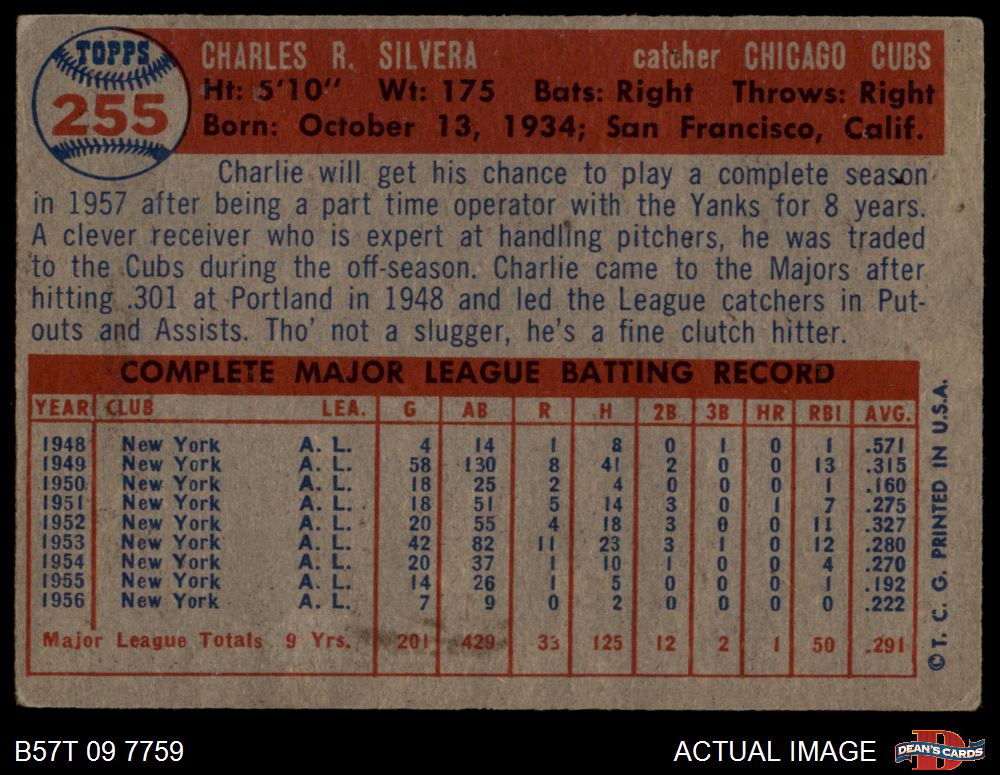 TOPPS
255
CHARLES R. SILVERA catcher CHICAGO CUBS
Ht: 5'10" Wt: 175 Bats: Right Throws: Right
Born: October 13, 1934; San Francisco, Calif.
Charlie will get his chance to play a complete season
in 1957 after being a part time operator with the Yanks for 8 years.
A clever receiver who is expert at handling pitchers, he was traded
to the Cubs during the off-season. Charlie came to the Majors after
hitting .301 at Portland in 1948 and led the League catchers in Put-
outs and Assists. Tho' not a slugger, he's a fine clutch hitter.
COMPLETE MAJOR LEAGUE BATTING RECORD
YEAR CLUB LEA. G AB R H 2B 3B HR RBI AVG.
1948 New York A. L. 4 14 1 8 0 1 0 1 .571
1949 New York A. L. 58 130 8 41 2 0 0 13 .315
1950 New York A. L. 18 25 2 4 0 0 0 1 .160
1951 New York A. L. 18 51 5 14 3 0 1 7 .275
1952 New York A. L. 20 55 4 18 3 0 0 11 .327
1953 New York A. L. 42 82 11 23 3 1 0 12 .280
1954 New York A. L. 20 37 1 10 1 0 0 4 .270
1955 New York A. L. 14 26 1 5 0 0 0 1 .192
1956 New York A. L. 7 9 0 2 0 0 0 0 .222
Major League Totals 9 Yrs. 201 429 33 125 12 2 1 50 .291
© T. C. G. PRINTED IN U.S.A.
B57T 09 7759
ACTUAL IMAGE
D
DEAN'S CARDS